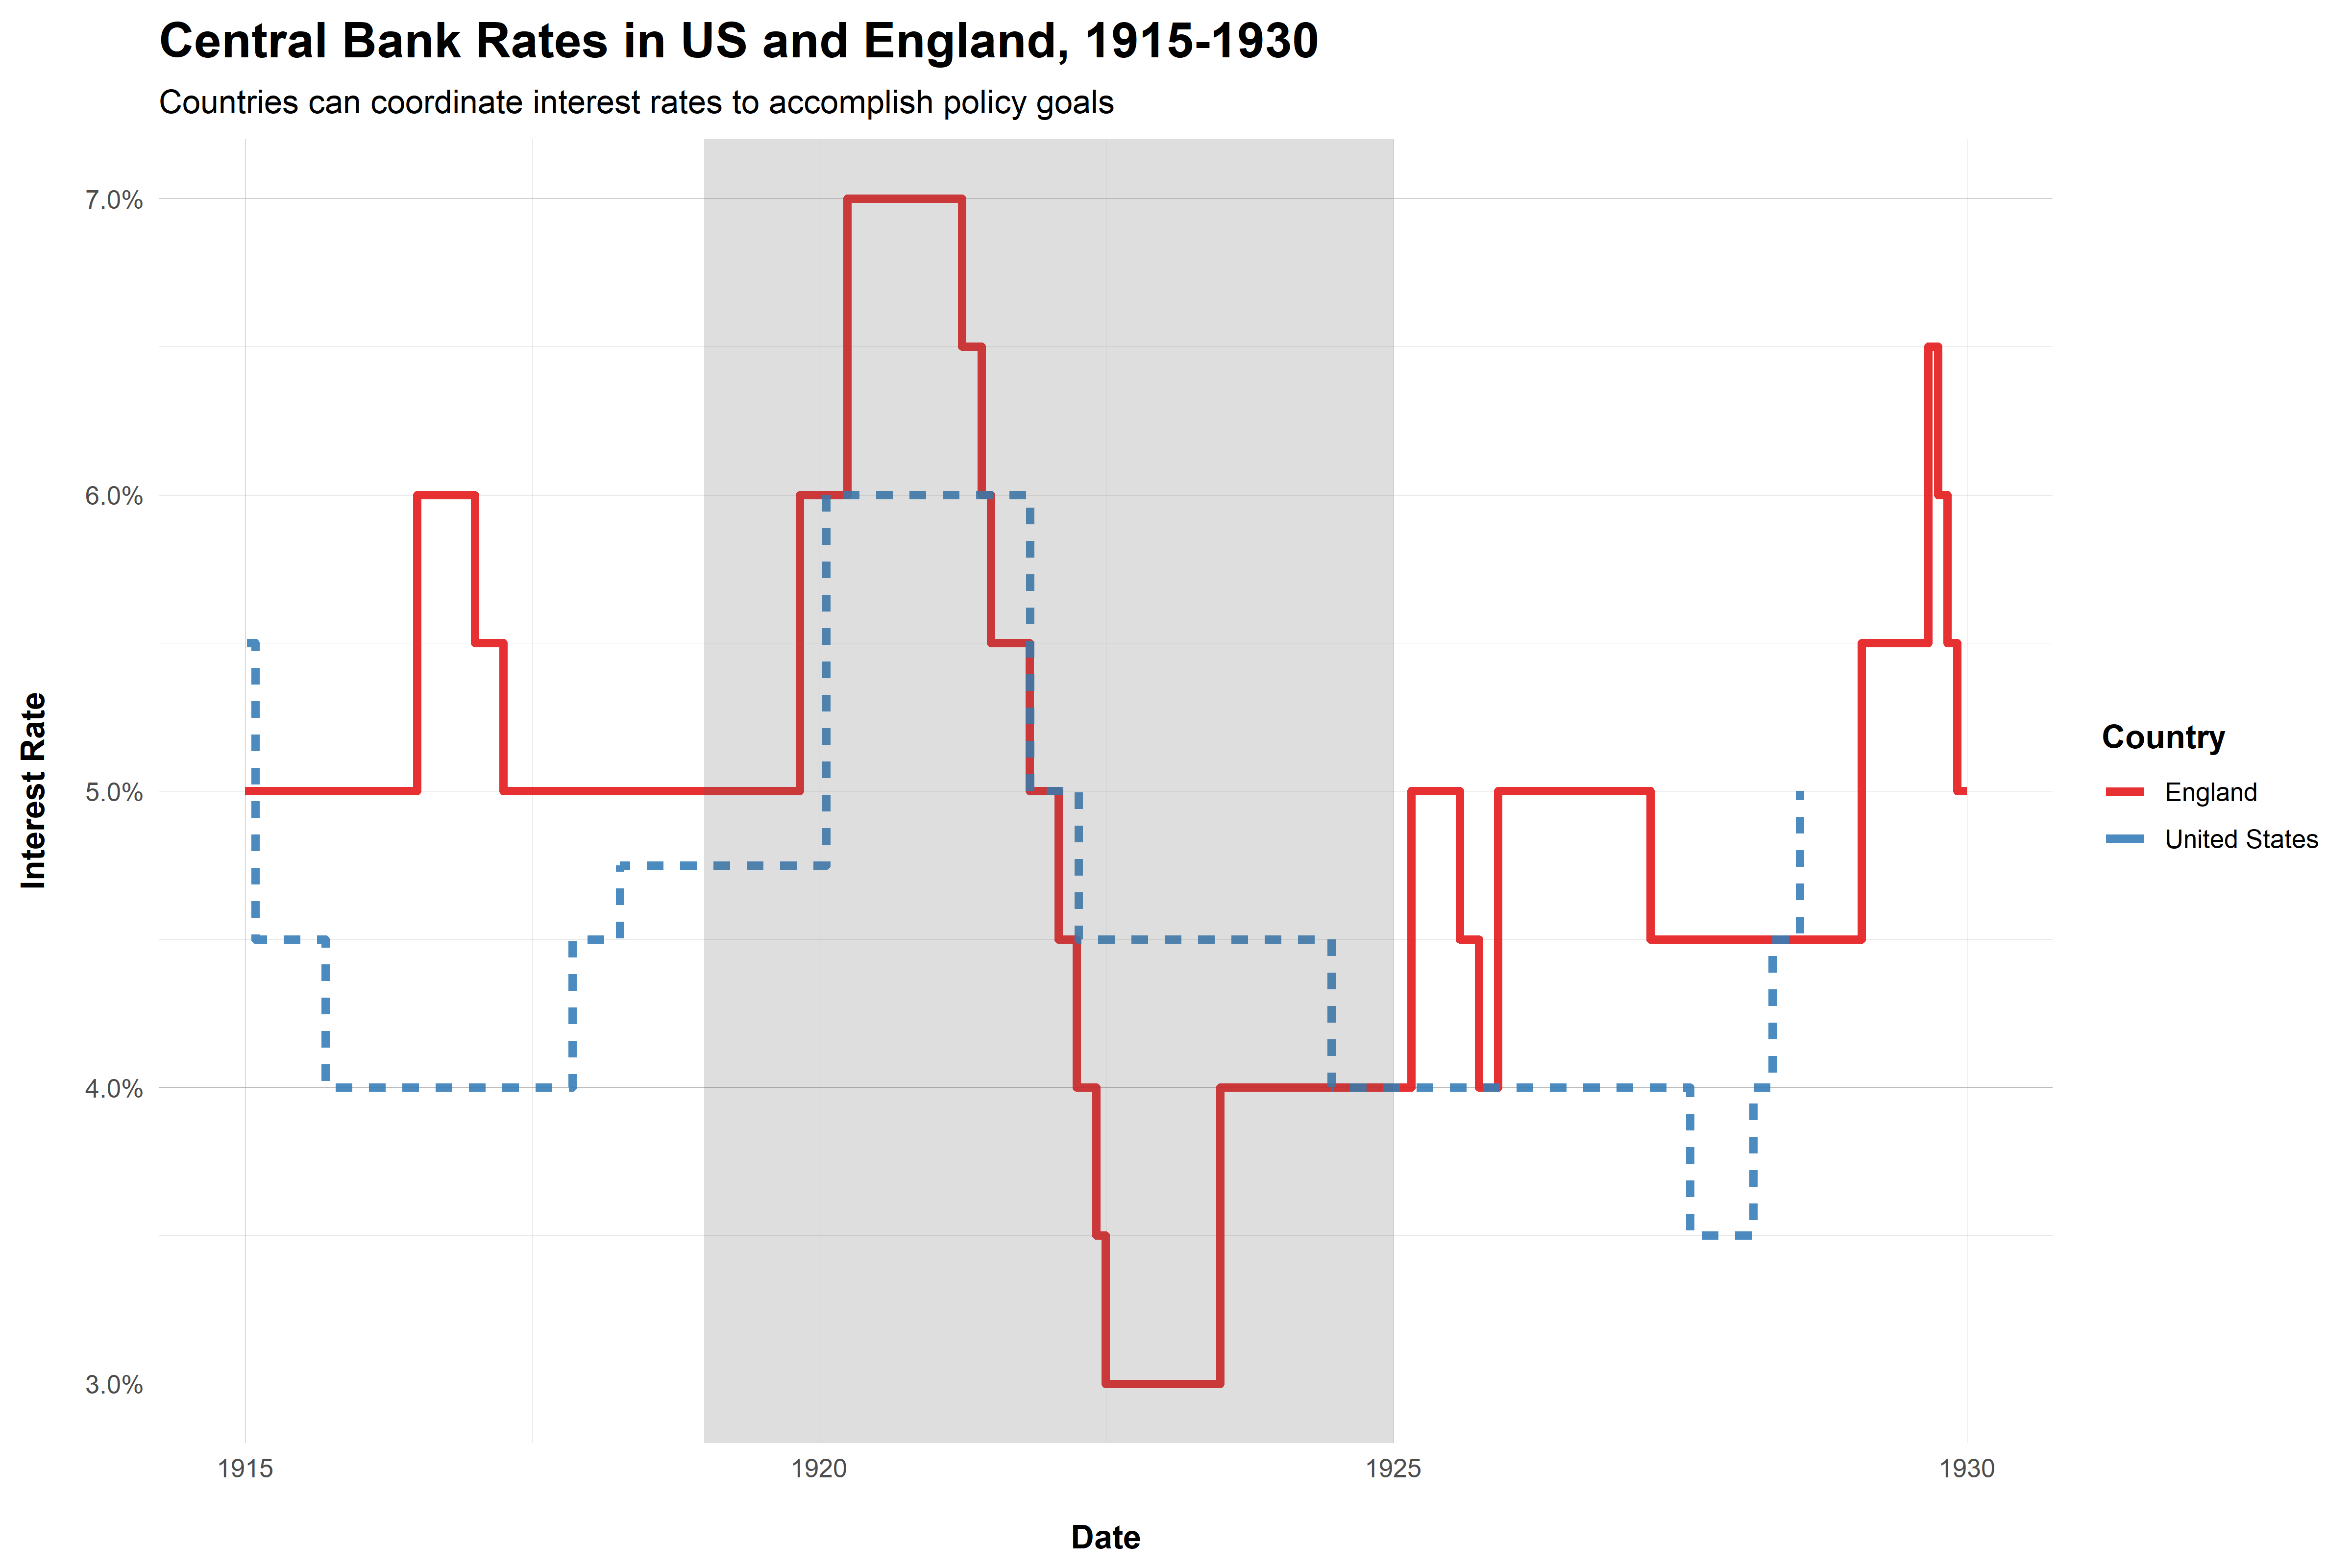 Central Bank Rates in US and England, 1915-1930
Countries can coordinate interest rates to accomplish policy goals
7.0%
6.0%
5.0%
4.0%
3.0%
Interest Rate
1915
1920
1925
1930
Date
Country
England
United States